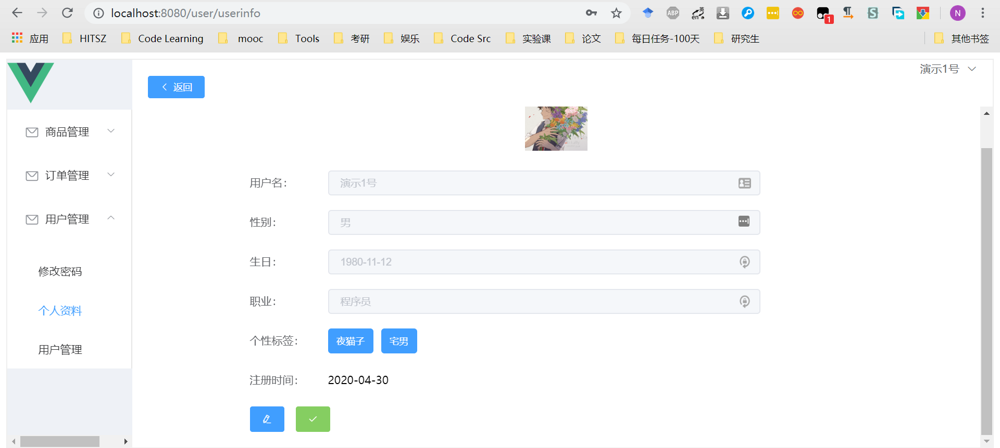 localhost:8080/user/userinfo
ABP
英
en
1
N
应用 HITSZ Code Learning mooc Tools 考研 娱乐 Code Src 实验课 论文 每日任务-100天 研究生 其他书签
演示1号
返回
商品管理
订单管理
用户管理
修改密码
个人资料
用户管理
用户名： 演示1号
性别： 男
生日： 1980-11-12
职业： 程序员
个性标签： 夜猫子 宅男
注册时间： 2020-04-30